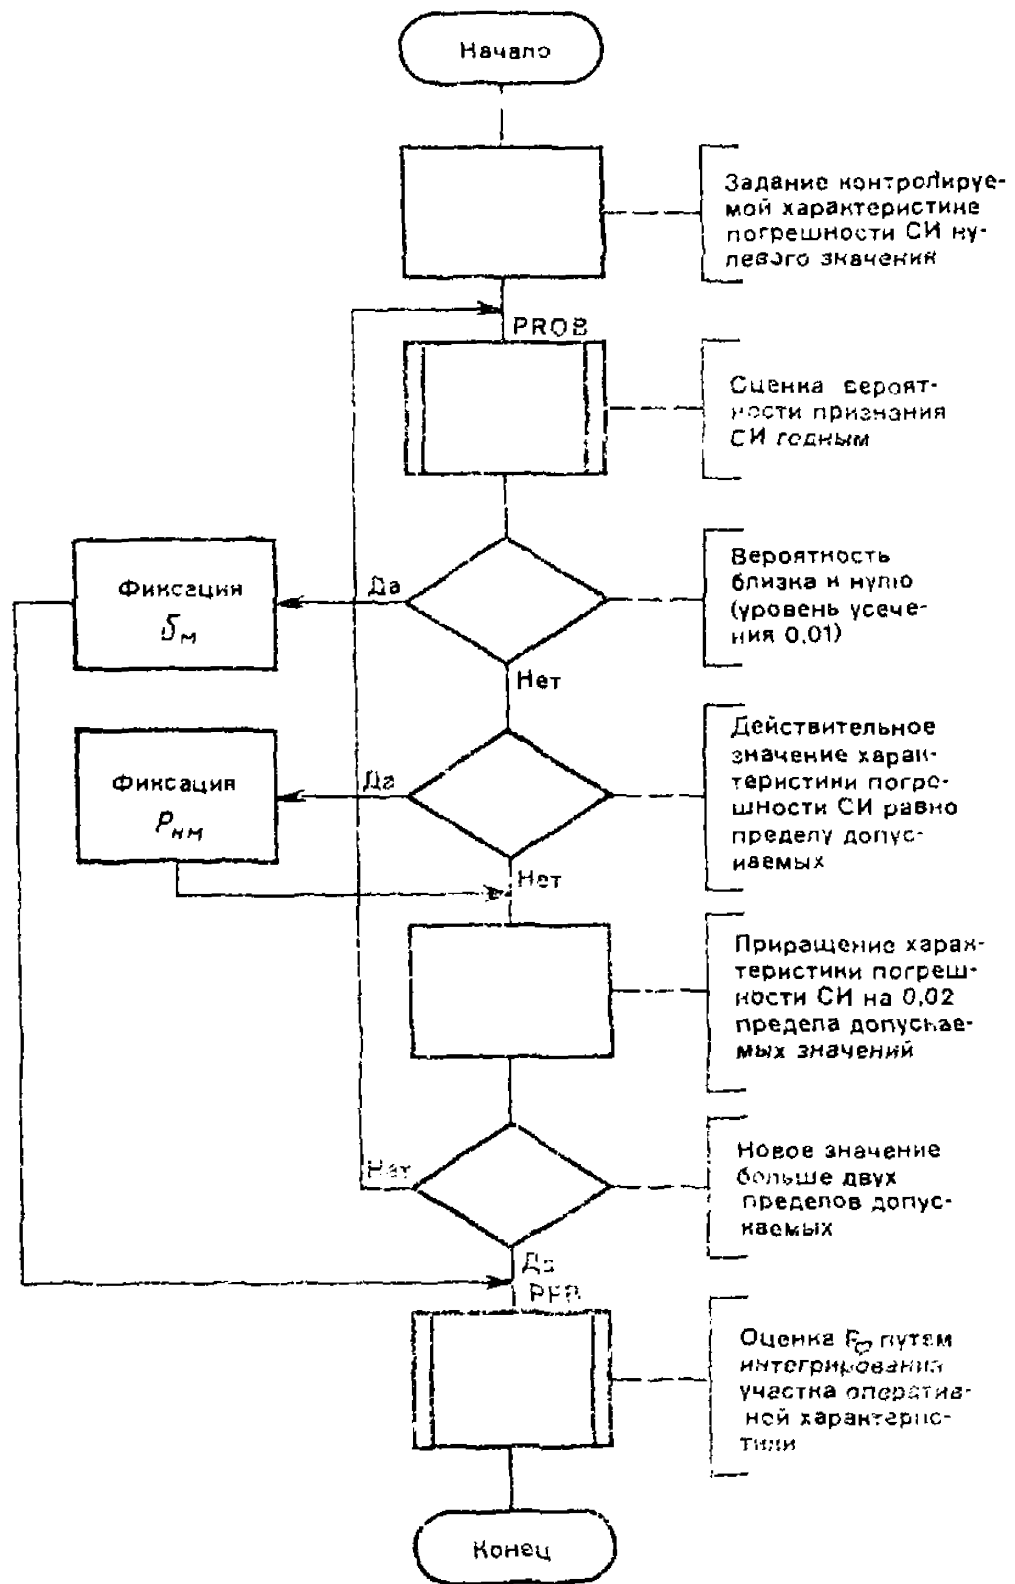 Начало
Задание контролируе-
мой характеристике
погрешности СИ ну-
левого значения
PROB
Оценка вероят-
ности признания
СИ годным
Вероятность
близка к нулю
(уровень усече-
ния 0,01)
Да
Фиксация
δм
Нет
Действительное
значение харак-
теристики погре-
шности СИ равно
пределу допус-
каемых
Да
Фиксация
Pнм
Нет
Приращение харак-
теристики погреш-
ности СИ на 0,02
предела допускае-
мых значений
Нет
Новое значение
больше двух
пределов допус-
каемых
Да
Оценка путем
интегрирования
участка оператив-
ной характерис-
тики
Конец